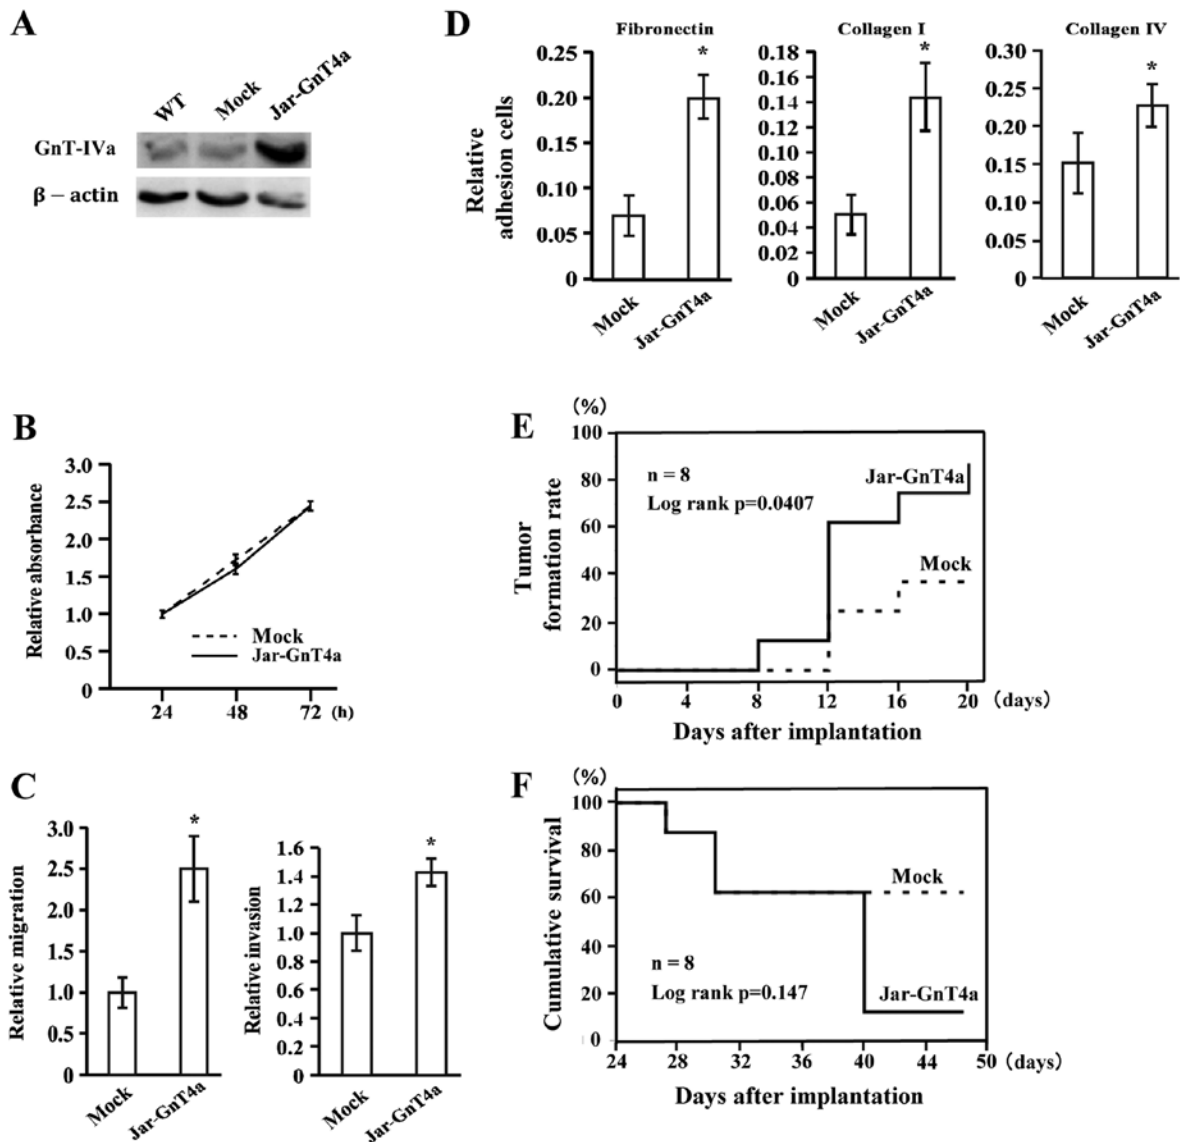 A
WT
Mock
Jar-GnT4a
GnT-IVa
β – actin
D
Fibronectin
Collagen I
Collagen IV
Relative
adhesion cells
0.25
0.20
0.15
0.10
0.05
0
*
Mock
Jar-GnT4a
0.18
0.16
0.14
0.12
0.10
0.08
0.06
0.04
0.02
0
*
Mock
Jar-GnT4a
0.30
0.25
0.20
0.15
0.10
0.05
0
*
Mock
Jar-GnT4a
B
Relative absorbance
3.0
2.5
2.0
1.5
1.0
0.5
0
Mock
Jar-GnT4a
24 48 72 (h)
E
(%)
Tumor
formation rate
100
80
60
40
20
0
n = 8
Log rank p=0.0407
Jar-GnT4a
Mock
0 4 8 12 16 20 (days)
Days after implantation
C
Relative migration
3.0
2.5
2.0
1.5
1.0
0.5
0
*
Mock
Jar-GnT4a
Relative invasion
1.6
1.4
1.2
1.0
0.8
0.6
0.4
0.2
0
*
Mock
Jar-GnT4a
F
(%)
Cumulative survival
100
80
60
40
20
0
Mock
n = 8
Log rank p=0.147
Jar-GnT4a
24 28 32 36 40 44 50 (days)
Days after implantation